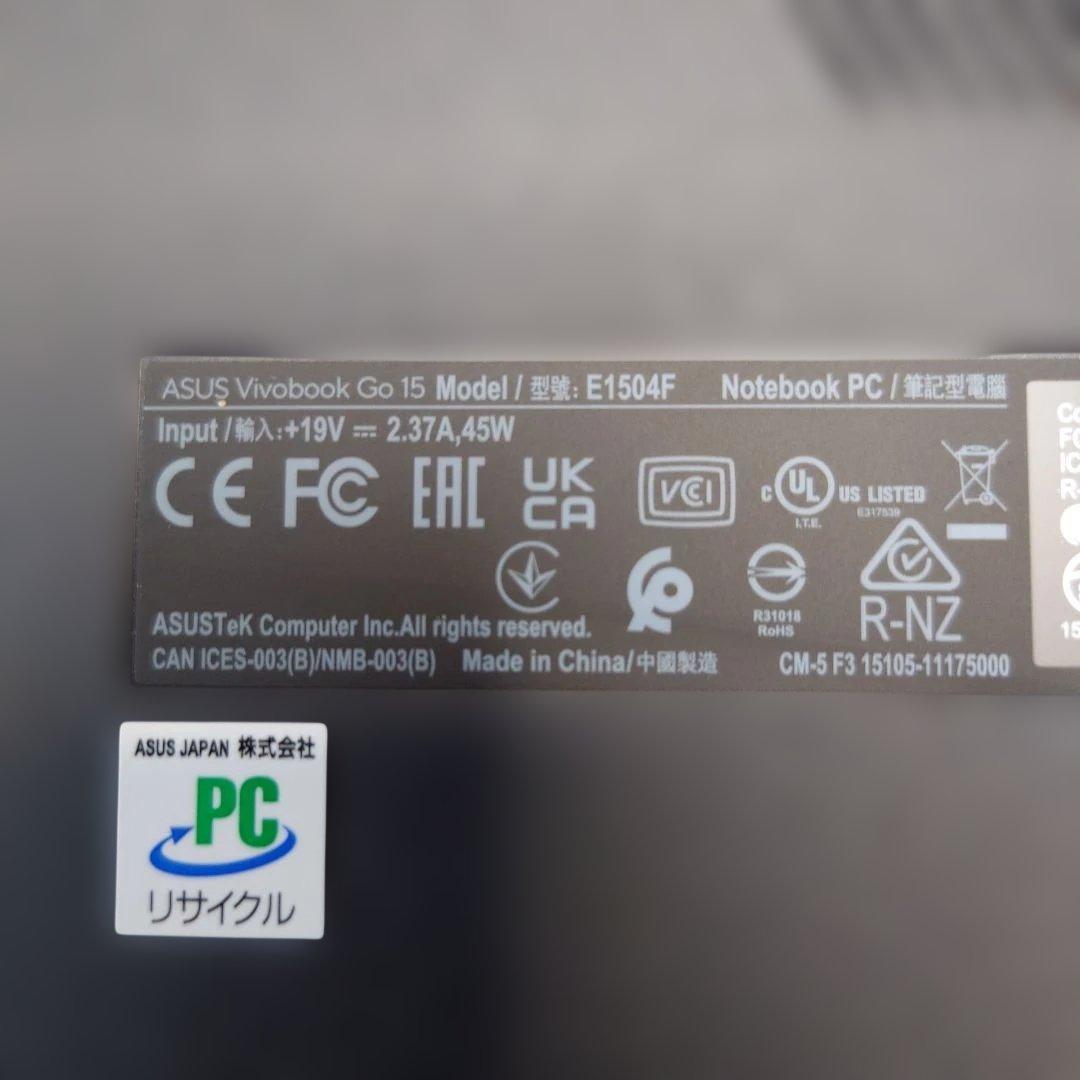 ASUS Vivobook Go 15 Model / 型號: E1504F Notebook PC / 筆記型電腦
Input / 輸入:+19V ⎓ 2.37A,45W
CE FC EAC UK CA VCCI C UL US LISTED
I.T.E. E317539
R31018
RoHS
R-NZ
ASUSTeK Computer Inc.All rights reserved.
CAN ICES-003(B)/NMB-003(B) Made in China/中國製造 CM-5 F3 15105-11175000
ASUS JAPAN 株式会社
PC
リサイクル